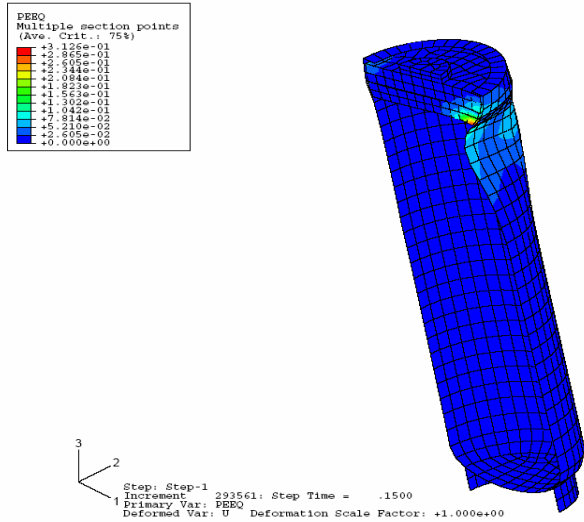 PEEQ
Multiple section points
(Ave. Crit.: 75%)
+3.126e-01
+2.865e-01
+2.605e-01
+2.344e-01
+2.084e-01
+1.823e-01
+1.563e-01
+1.302e-01
+1.042e-01
+7.814e-02
+5.210e-02
+2.605e-02
+0.000e+00
3
2
1
Step: Step-1
Increment 293561: Step Time = .1500
Primary Var: PEEQ
Deformed Var: U Deformation Scale Factor: +1.000e+00